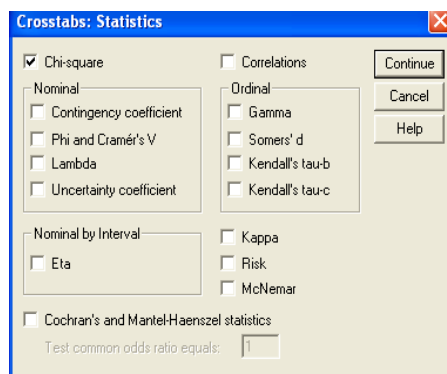 Crosstabs: Statistics
Chi-square
Correlations
Continue
Nominal
Ordinal
Cancel
Contingency coefficient
Gamma
Help
Phi and Cramér's V
Somers' d
Lambda
Kendall's tau-b
Uncertainty coefficient
Kendall's tau-c
Nominal by Interval
Kappa
Eta
Risk
McNemar
Cochran's and Mantel-Haenszel statistics
Test common odds ratio equals: 1